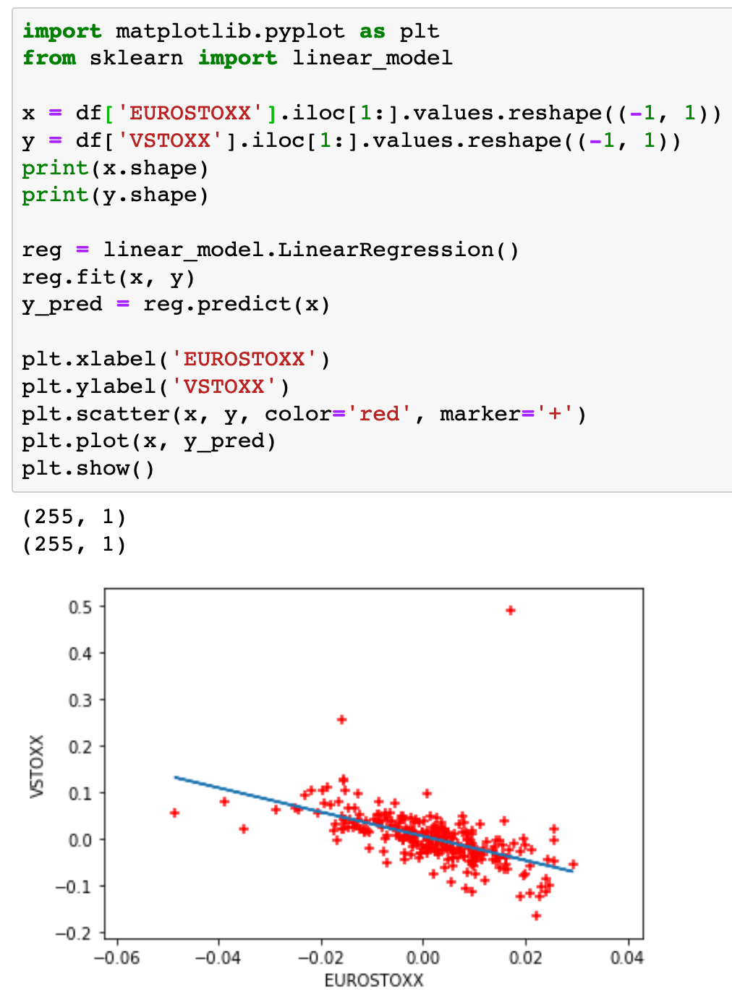 import matplotlib.pyplot as plt
from sklearn import linear_model
x = df['EUROSTOXX'].iloc[1:].values.reshape((-1, 1))
y = df['VSTOXX'].iloc[1:].values.reshape((-1, 1))
print(x.shape)
print(y.shape)
reg = linear_model.LinearRegression()
reg.fit(x, y)
y_pred = reg.predict(x)
plt.xlabel('EUROSTOXX')
plt.ylabel('VSTOXX')
plt.scatter(x, y, color='red', marker='+')
plt.plot(x, y_pred)
plt.show()
(255, 1)
(255, 1)
0.5
0.4
0.3
0.2
0.1
0.0
−0.1
−0.2
VSTOXX
−0.06 −0.04 −0.02 0.00 0.02 0.04
EUROSTOXX